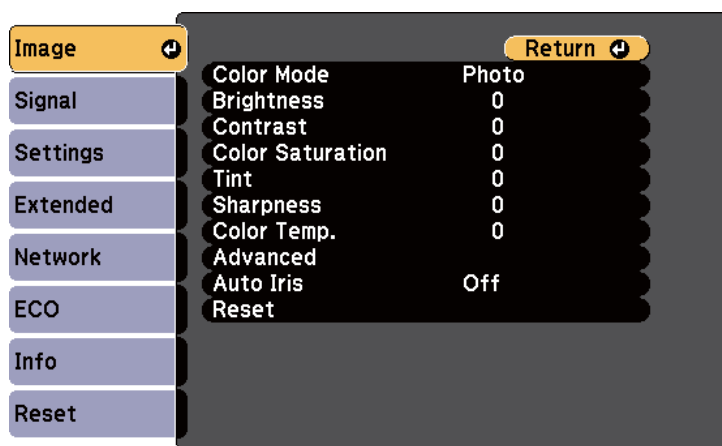 Image
Signal
Settings
Extended
Network
ECO
Info
Reset
Return
Color Mode Photo
Brightness 0
Contrast 0
Color Saturation 0
Tint 0
Sharpness 0
Color Temp. 0
Advanced
Auto Iris Off
Reset